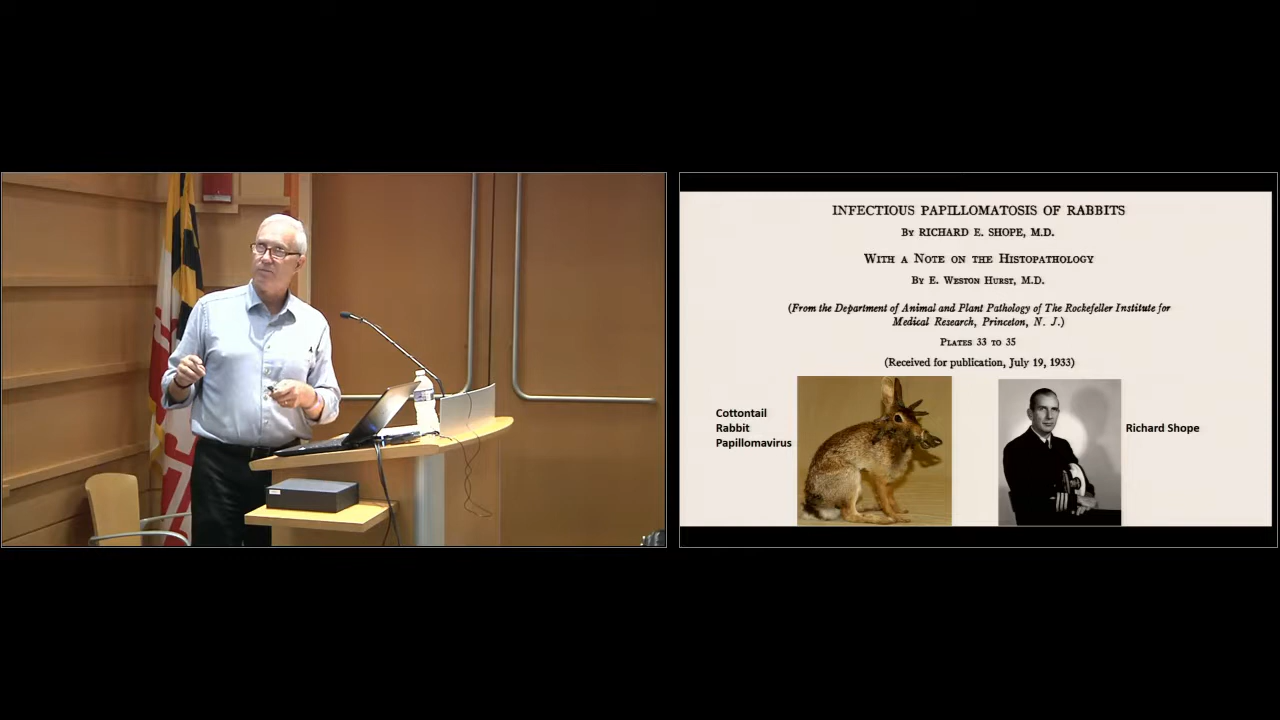 INFECTIOUS PAPILLOMATOSIS OF RABBITS
BY RICHARD E. SHOPE, M.D.
WITH A NOTE ON THE HISTOPATHOLOGY
BY E. WESTON HURST, M.D.
(From the Department of Animal and Plant Pathology of The Rockefeller Institute for
Medical Research, Princeton, N. J.)
PLATES 33 TO 35
(Received for publication, July 19, 1933)
Cottontail
Rabbit
Papillomavirus
Richard Shope